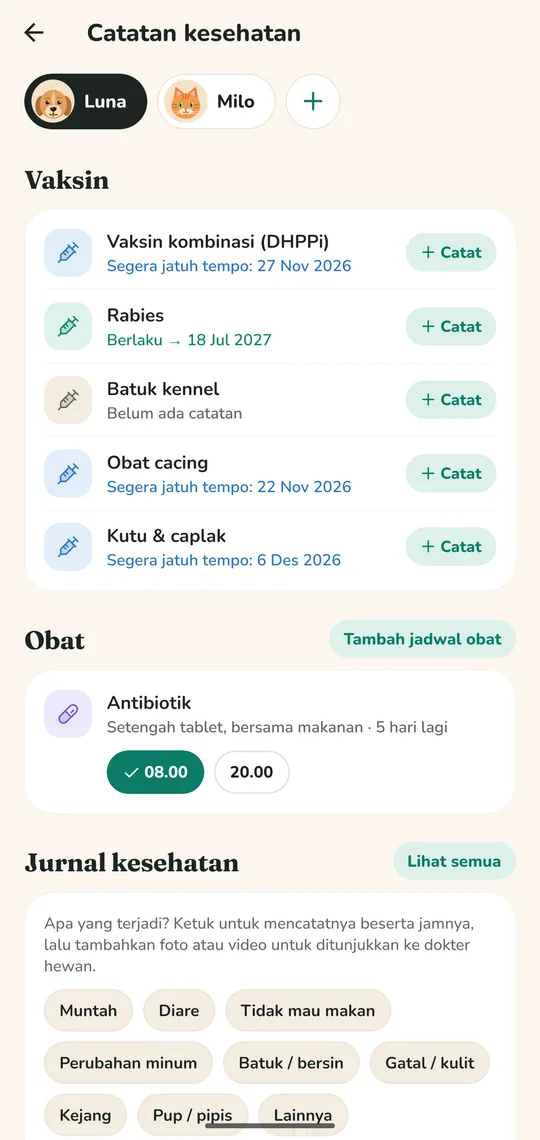 Catatan kesehatan
Luna
Milo
Vaksin
Vaksin kombinasi (DHPPi)
Segera jatuh tempo: 27 Nov 2026
+ Catat
Rabies
Berlaku → 18 Jul 2027
+ Catat
Batuk kennel
Belum ada catatan
+ Catat
Obat cacing
Segera jatuh tempo: 22 Nov 2026
+ Catat
Kutu & caplak
Segera jatuh tempo: 6 Des 2026
+ Catat
Obat
Tambah jadwal obat
Antibiotik
Setengah tablet, bersama makanan · 5 hari lagi
✓ 08.00
20.00
Jurnal kesehatan
Lihat semua
Apa yang terjadi? Ketuk untuk mencatatnya beserta jamnya,
lalu tambahkan foto atau video untuk ditunjukkan ke dokter
hewan.
Muntah
Diare
Tidak mau makan
Perubahan minum
Batuk / bersin
Gatal / kulit
Kejang
Pup / pipis
Lainnya